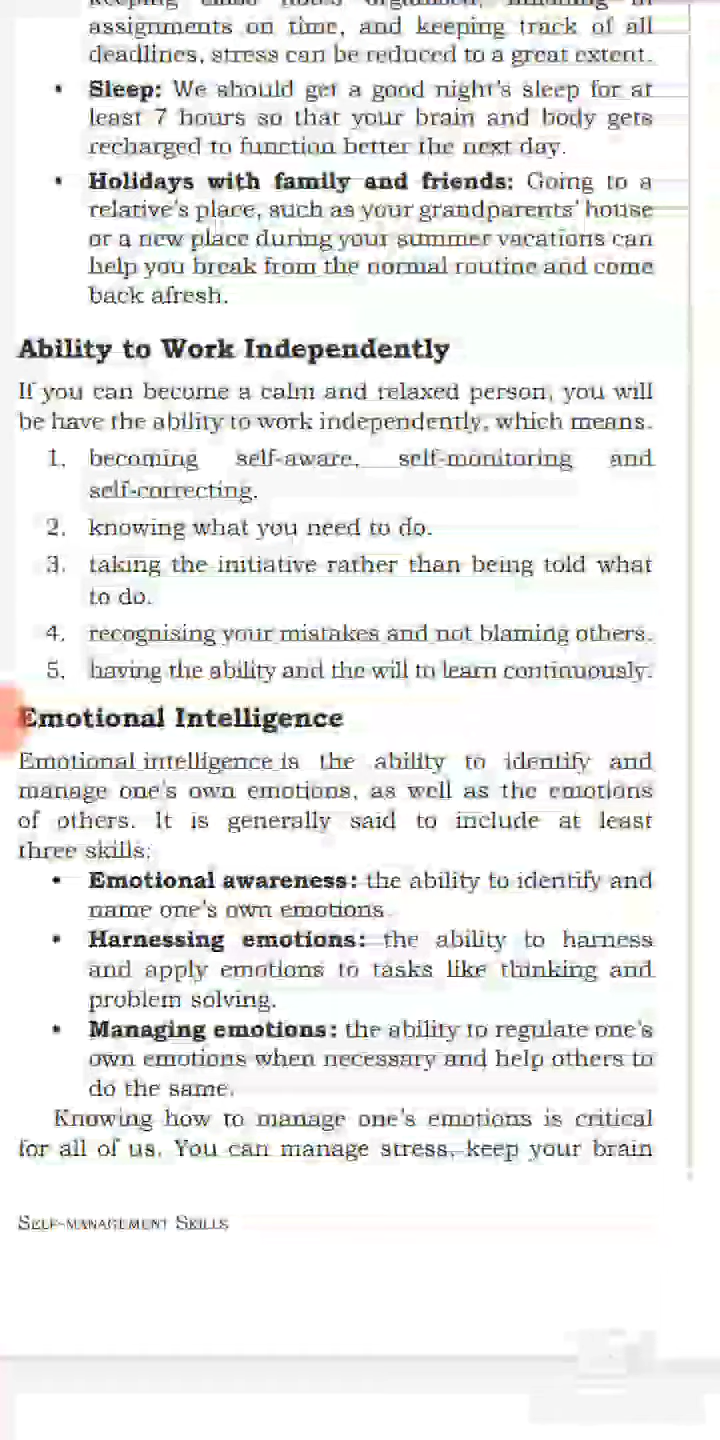 assignments on time, and keeping track of all
deadlines, stress can be reduced to a great extent.
• Sleep: We should get a good night's sleep for at
least 7 hours so that your brain and body gets
recharged to function better the next day.
• Holidays with family and friends: Going to a
relative's place, such as your grandparents' house
or a new place during your summer vacations can
help you break from the normal routine and come
back afresh.
Ability to Work Independently
If you can become a calm and relaxed person, you will
be have the ability to work independently, which means.
1. becoming self-aware, self-monitoring and
self-correcting.
2. knowing what you need to do.
3. taking the initiative rather than being told what
to do.
4. recognising your mistakes and not blaming others.
5. having the ability and the will to learn continuously.
Emotional Intelligence
Emotional intelligence is the ability to identify and
manage one's own emotions, as well as the emotions
of others. It is generally said to include at least
three skills:
• Emotional awareness: the ability to identify and
name one's own emotions.
• Harnessing emotions: the ability to harness
and apply emotions to tasks like thinking and
problem solving.
• Managing emotions: the ability to regulate one's
own emotions when necessary and help others to
do the same.
Knowing how to manage one's emotions is critical
for all of us. You can manage stress, keep your brain
SELF-MANAGEMENT SKILLS